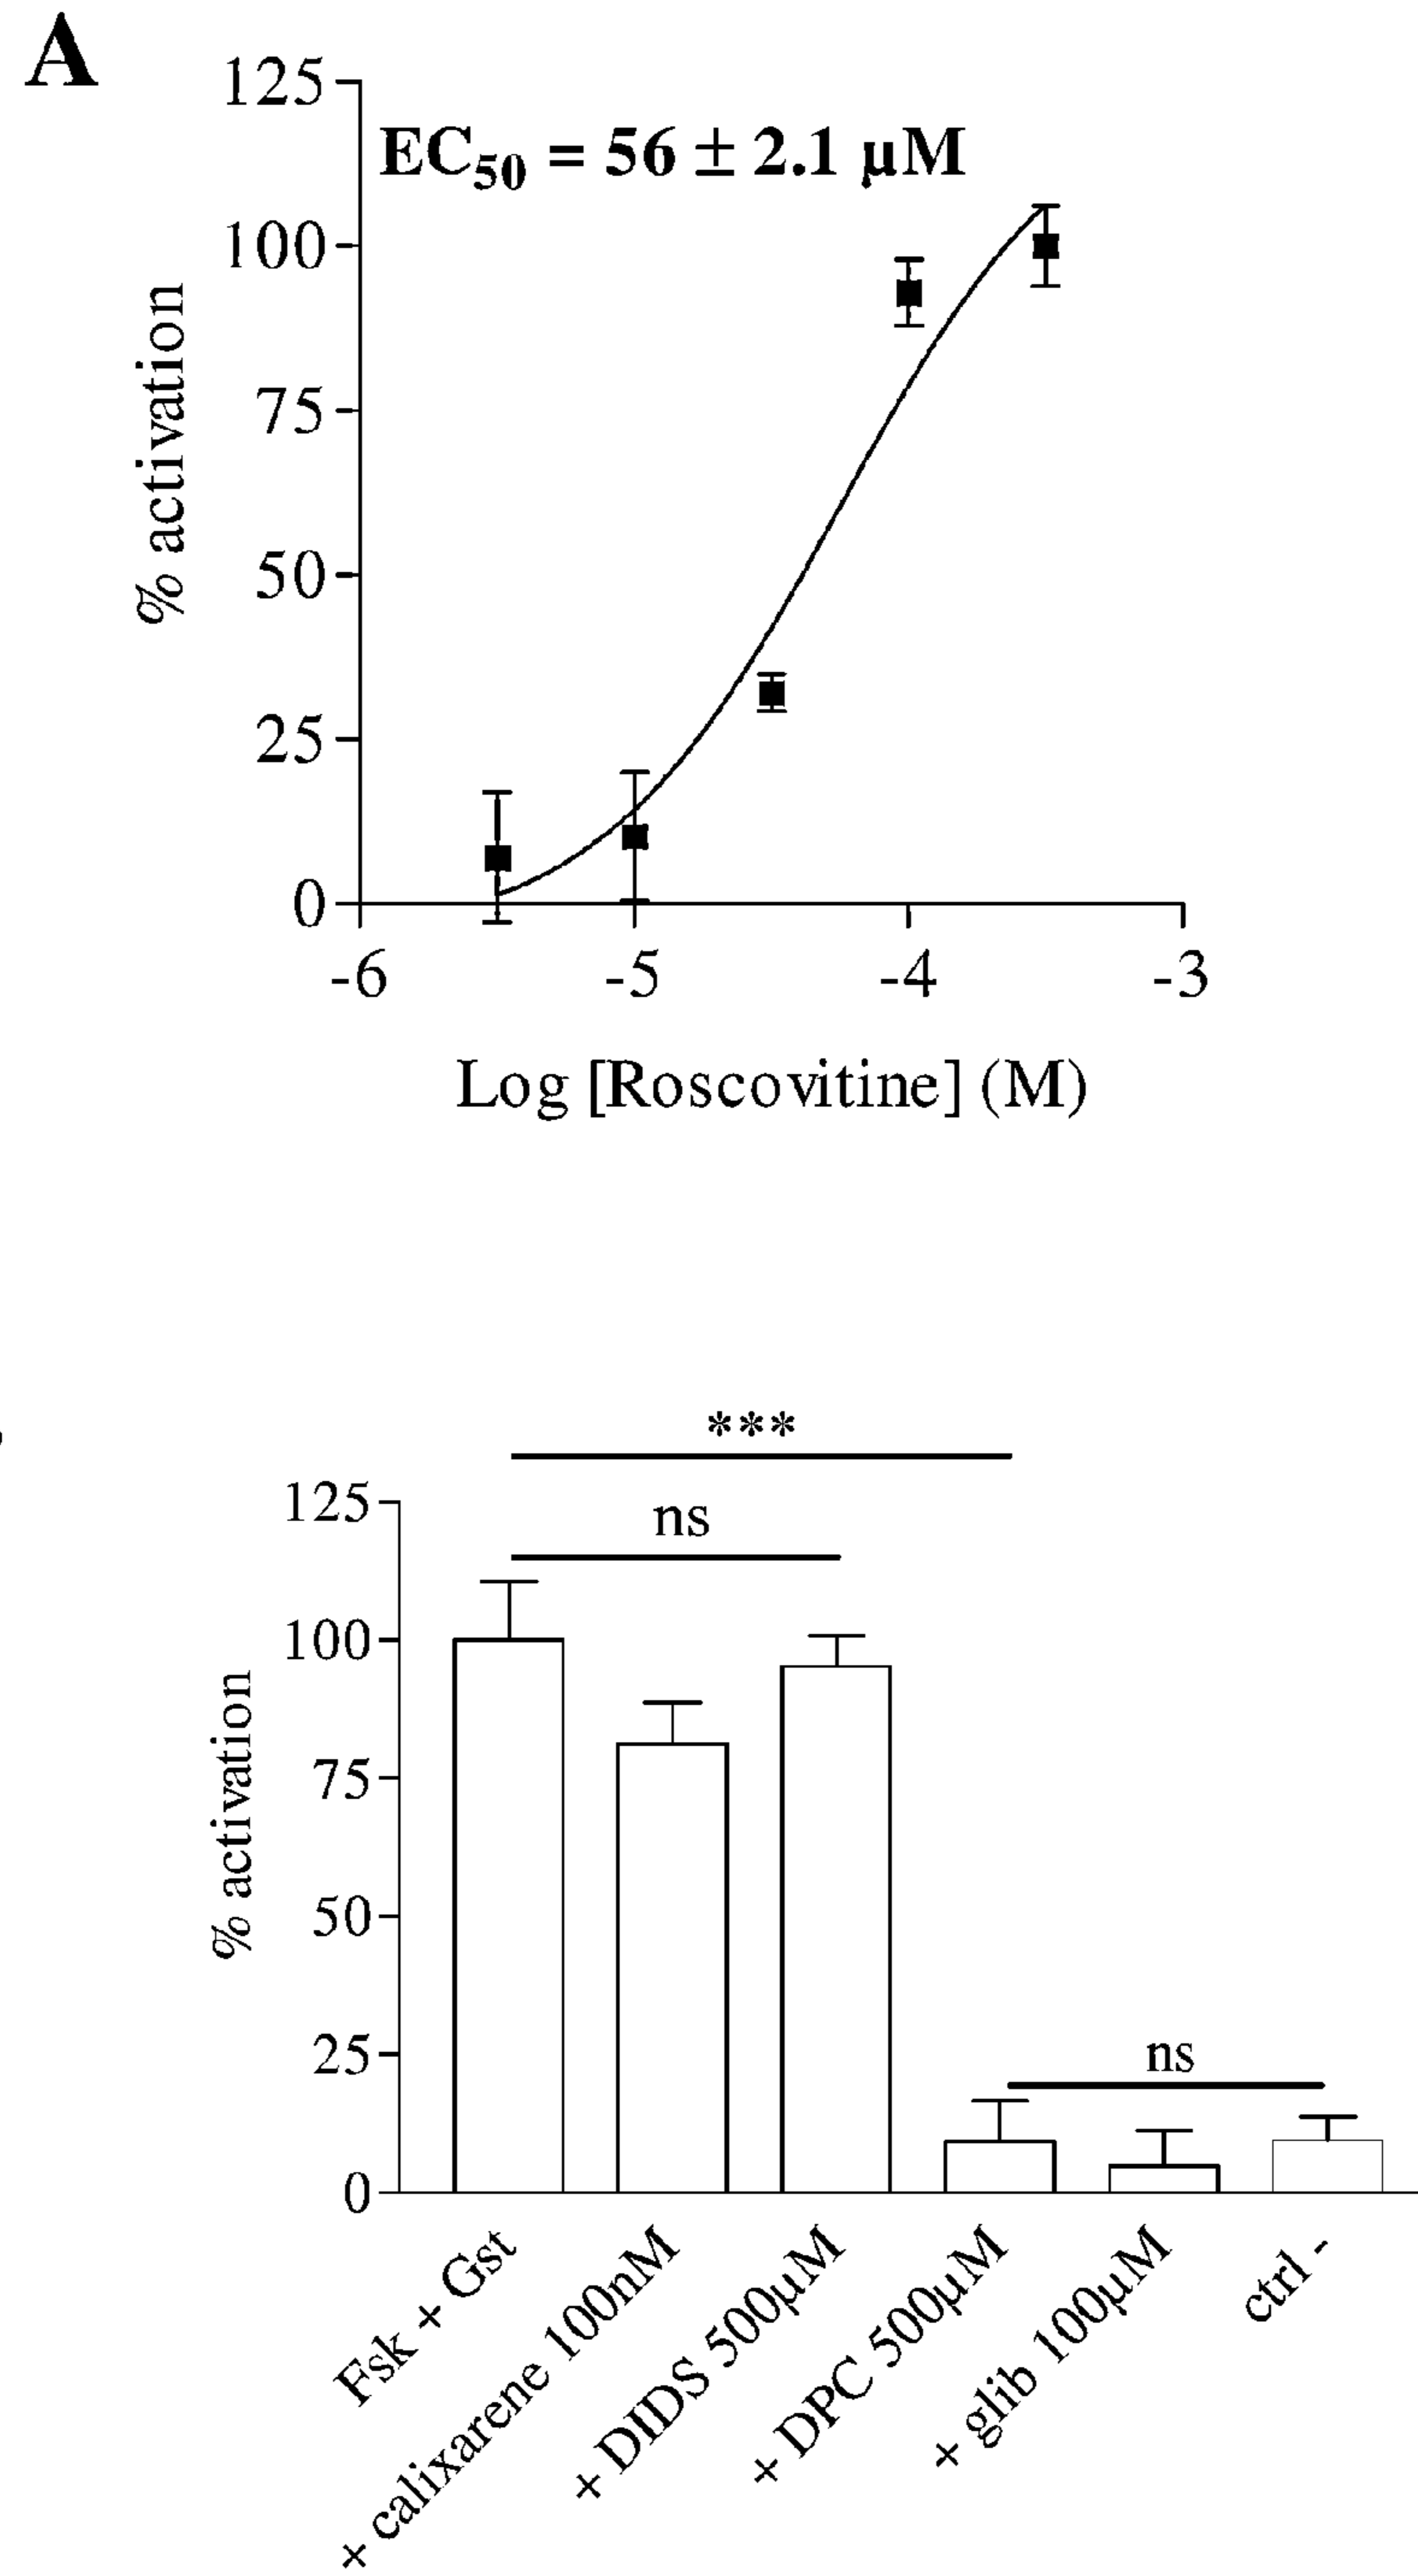 A
125
EC50 = 56 ± 2.1 µM
100
75
50
25
0
% activation
-6 -5 -4 -3
Log [Roscovitine] (M)
***
ns
125
100
75
50
25
0
% activation
ns
Fsk + Gst
+ calixarene 100nM
+ DIDS 500µM
+ DPC 500µM
+ glib 100µM
ctrl -